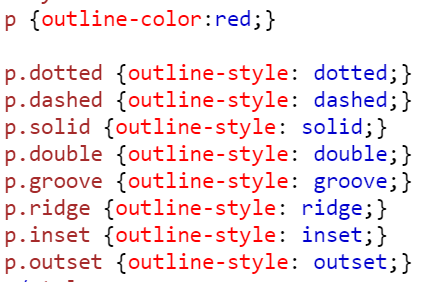 p {outline-color:red;}
p.dotted {outline-style: dotted;}
p.dashed {outline-style: dashed;}
p.solid {outline-style: solid;}
p.double {outline-style: double;}
p.groove {outline-style: groove;}
p.ridge {outline-style: ridge;}
p.inset {outline-style: inset;}
p.outset {outline-style: outset;}